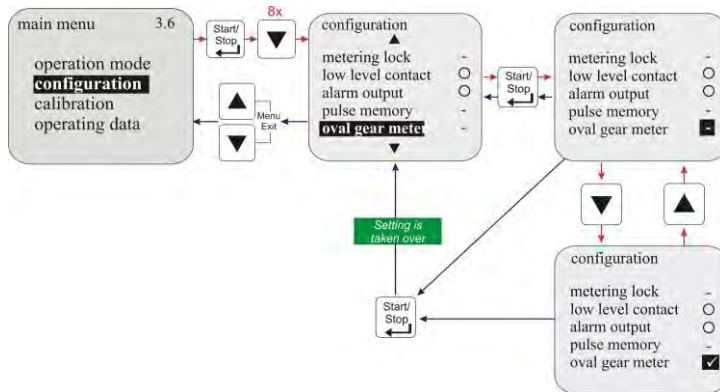 main menu 3.6
operation mode
configuration
calibration
operating data
Start/
Stop
8x
configuration
metering lock -
low level contact
alarm output
pulse memory -
oval gear meter -
Menu
Exit
Start/
Stop
configuration
metering lock -
low level contact
alarm output
pulse memory -
oval gear meter -
Setting is
taken over
Start/
Stop
configuration
metering lock -
low level contact
alarm output
pulse memory -
oval gear meter ✓